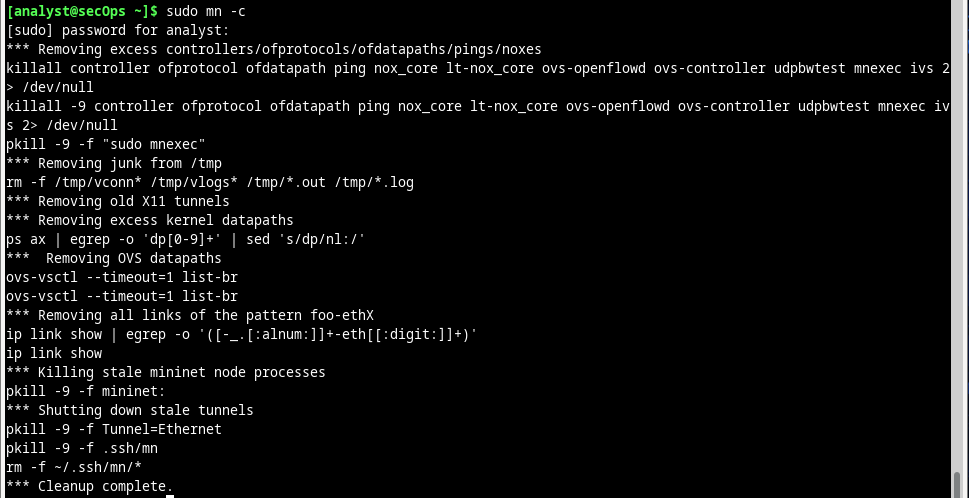 [analyst@secOps ~]$ sudo mn -c
[sudo] password for analyst:
*** Removing excess controllers/ofprotocols/ofdatapaths/pings/noxes
killall controller ofprotocol ofdatapath ping nox_core lt-nox_core ovs-openflowd ovs-controller udpbwtest mnexec ivs 2
> /dev/null
killall -9 controller ofprotocol ofdatapath ping nox_core lt-nox_core ovs-openflowd ovs-controller udpbwtest mnexec iv
s 2> /dev/null
pkill -9 -f "sudo mnexec"
*** Removing junk from /tmp
rm -f /tmp/vconn* /tmp/vlogs* /tmp/*.out /tmp/*.log
*** Removing old X11 tunnels
*** Removing excess kernel datapaths
ps ax | egrep -o 'dp[0-9]+' | sed 's/dp/nl:/'
***  Removing OVS datapaths
ovs-vsctl --timeout=1 list-br
ovs-vsctl --timeout=1 list-br
*** Removing all links of the pattern foo-ethX
ip link show | egrep -o '([-_.[:alnum:]]+-eth[[:digit:]]+)'
ip link show
*** Killing stale mininet node processes
pkill -9 -f mininet:
*** Shutting down stale tunnels
pkill -9 -f Tunnel=Ethernet
pkill -9 -f .ssh/mn
rm -f ~/.ssh/mn/*
*** Cleanup complete.